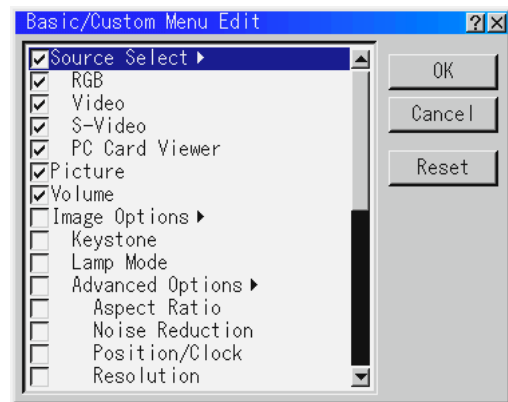 Basic/Custom Menu Edit
Source Select
RGB
Video
S-Video
PC Card Viewer
Picture
Volume
Image Options
Keystone
Lamp Mode
Advanced Options
Aspect Ratio
Noise Reduction
Position/Clock
Resolution
OK
Cancel
Reset